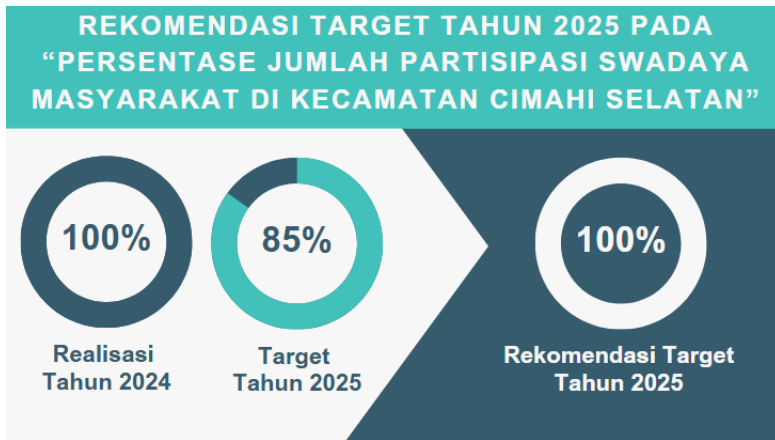 REKOMENDASI TARGET TAHUN 2025 PADA
“PERSENTASE JUMLAH PARTISIPASI SWADAYA
MASYARAKAT DI KECAMATAN CIMAHI SELATAN”
100%
Realisasi
Tahun 2024
85%
Target
Tahun 2025
100%
Rekomendasi Target
Tahun 2025